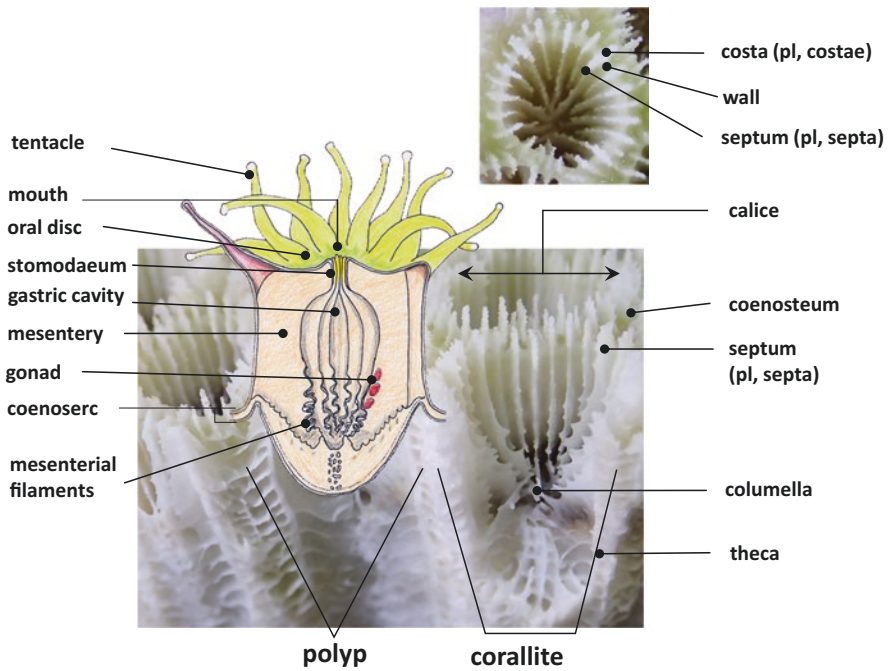 costa (pl, costae)
wall
septum (pl, septa)
tentacle
mouth
oral disc
stomodaeum
gastric cavity
mesentery
gonad
coenoserc
mesenterial
filaments
calice
coenosteum
septum
(pl, septa)
columella
theca
polyp
corallite